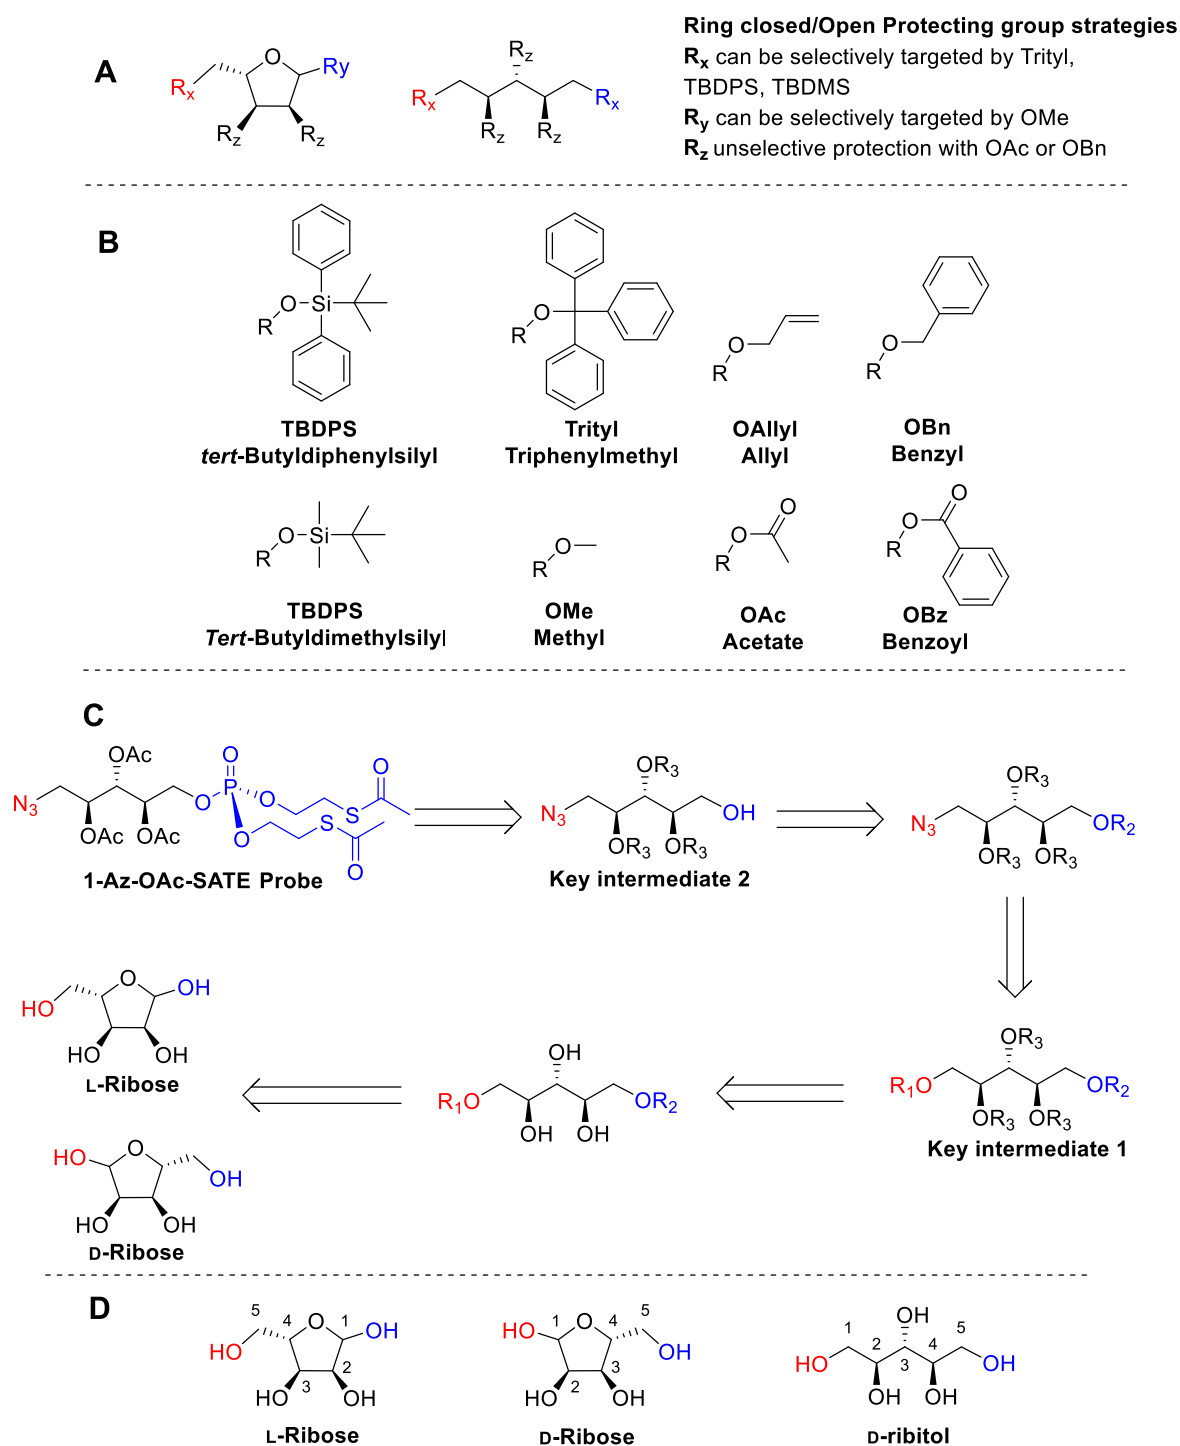 A
Rx
O
Ry
Rz
Rz
Rx
Rz
Rz
Rz
Rx
Ring closed/Open Protecting group strategies
Rx can be selectively targeted by Trityl,
TBDPS, TBDMS
Ry can be selectively targeted by OMe
Rz unselective protection with OAc or OBn
B
O Si
R
TBDPS
tert-Butyldiphenylsilyl
O
R
Trityl
Triphenylmethyl
O
R
OAllyl
Allyl
O
R
OBn
Benzyl
O Si
R
TBDPS
Tert-Butyldimethylsilyl
O
R
OMe
Methyl
O
O
R
OAc
Acetate
O
O
R
OBz
Benzoyl
C
OAc
O
O
N3
O
P
O
S
OAc
OAc
O
S
O
1-Az-OAc-SATE Probe
OR3
N3
OH
OR3
OR3
Key intermediate 2
OR3
N3
OR2
OR3
OR3
O
OH
HO
HO
OH
L-Ribose
HO
O
OH
HO
OH
D-Ribose
OH
R1O
OR2
OH
OH
OR3
R1O
OR2
OR3
OR3
Key intermediate 1
D
5
4
O
1
OH
HO
2
3
HO
OH
L-Ribose
1
O
4
5
HO
OH
3
2
HO
OH
D-Ribose
OH
1
2
4
5
3
HO
OH
OH
OH
D-ribitol